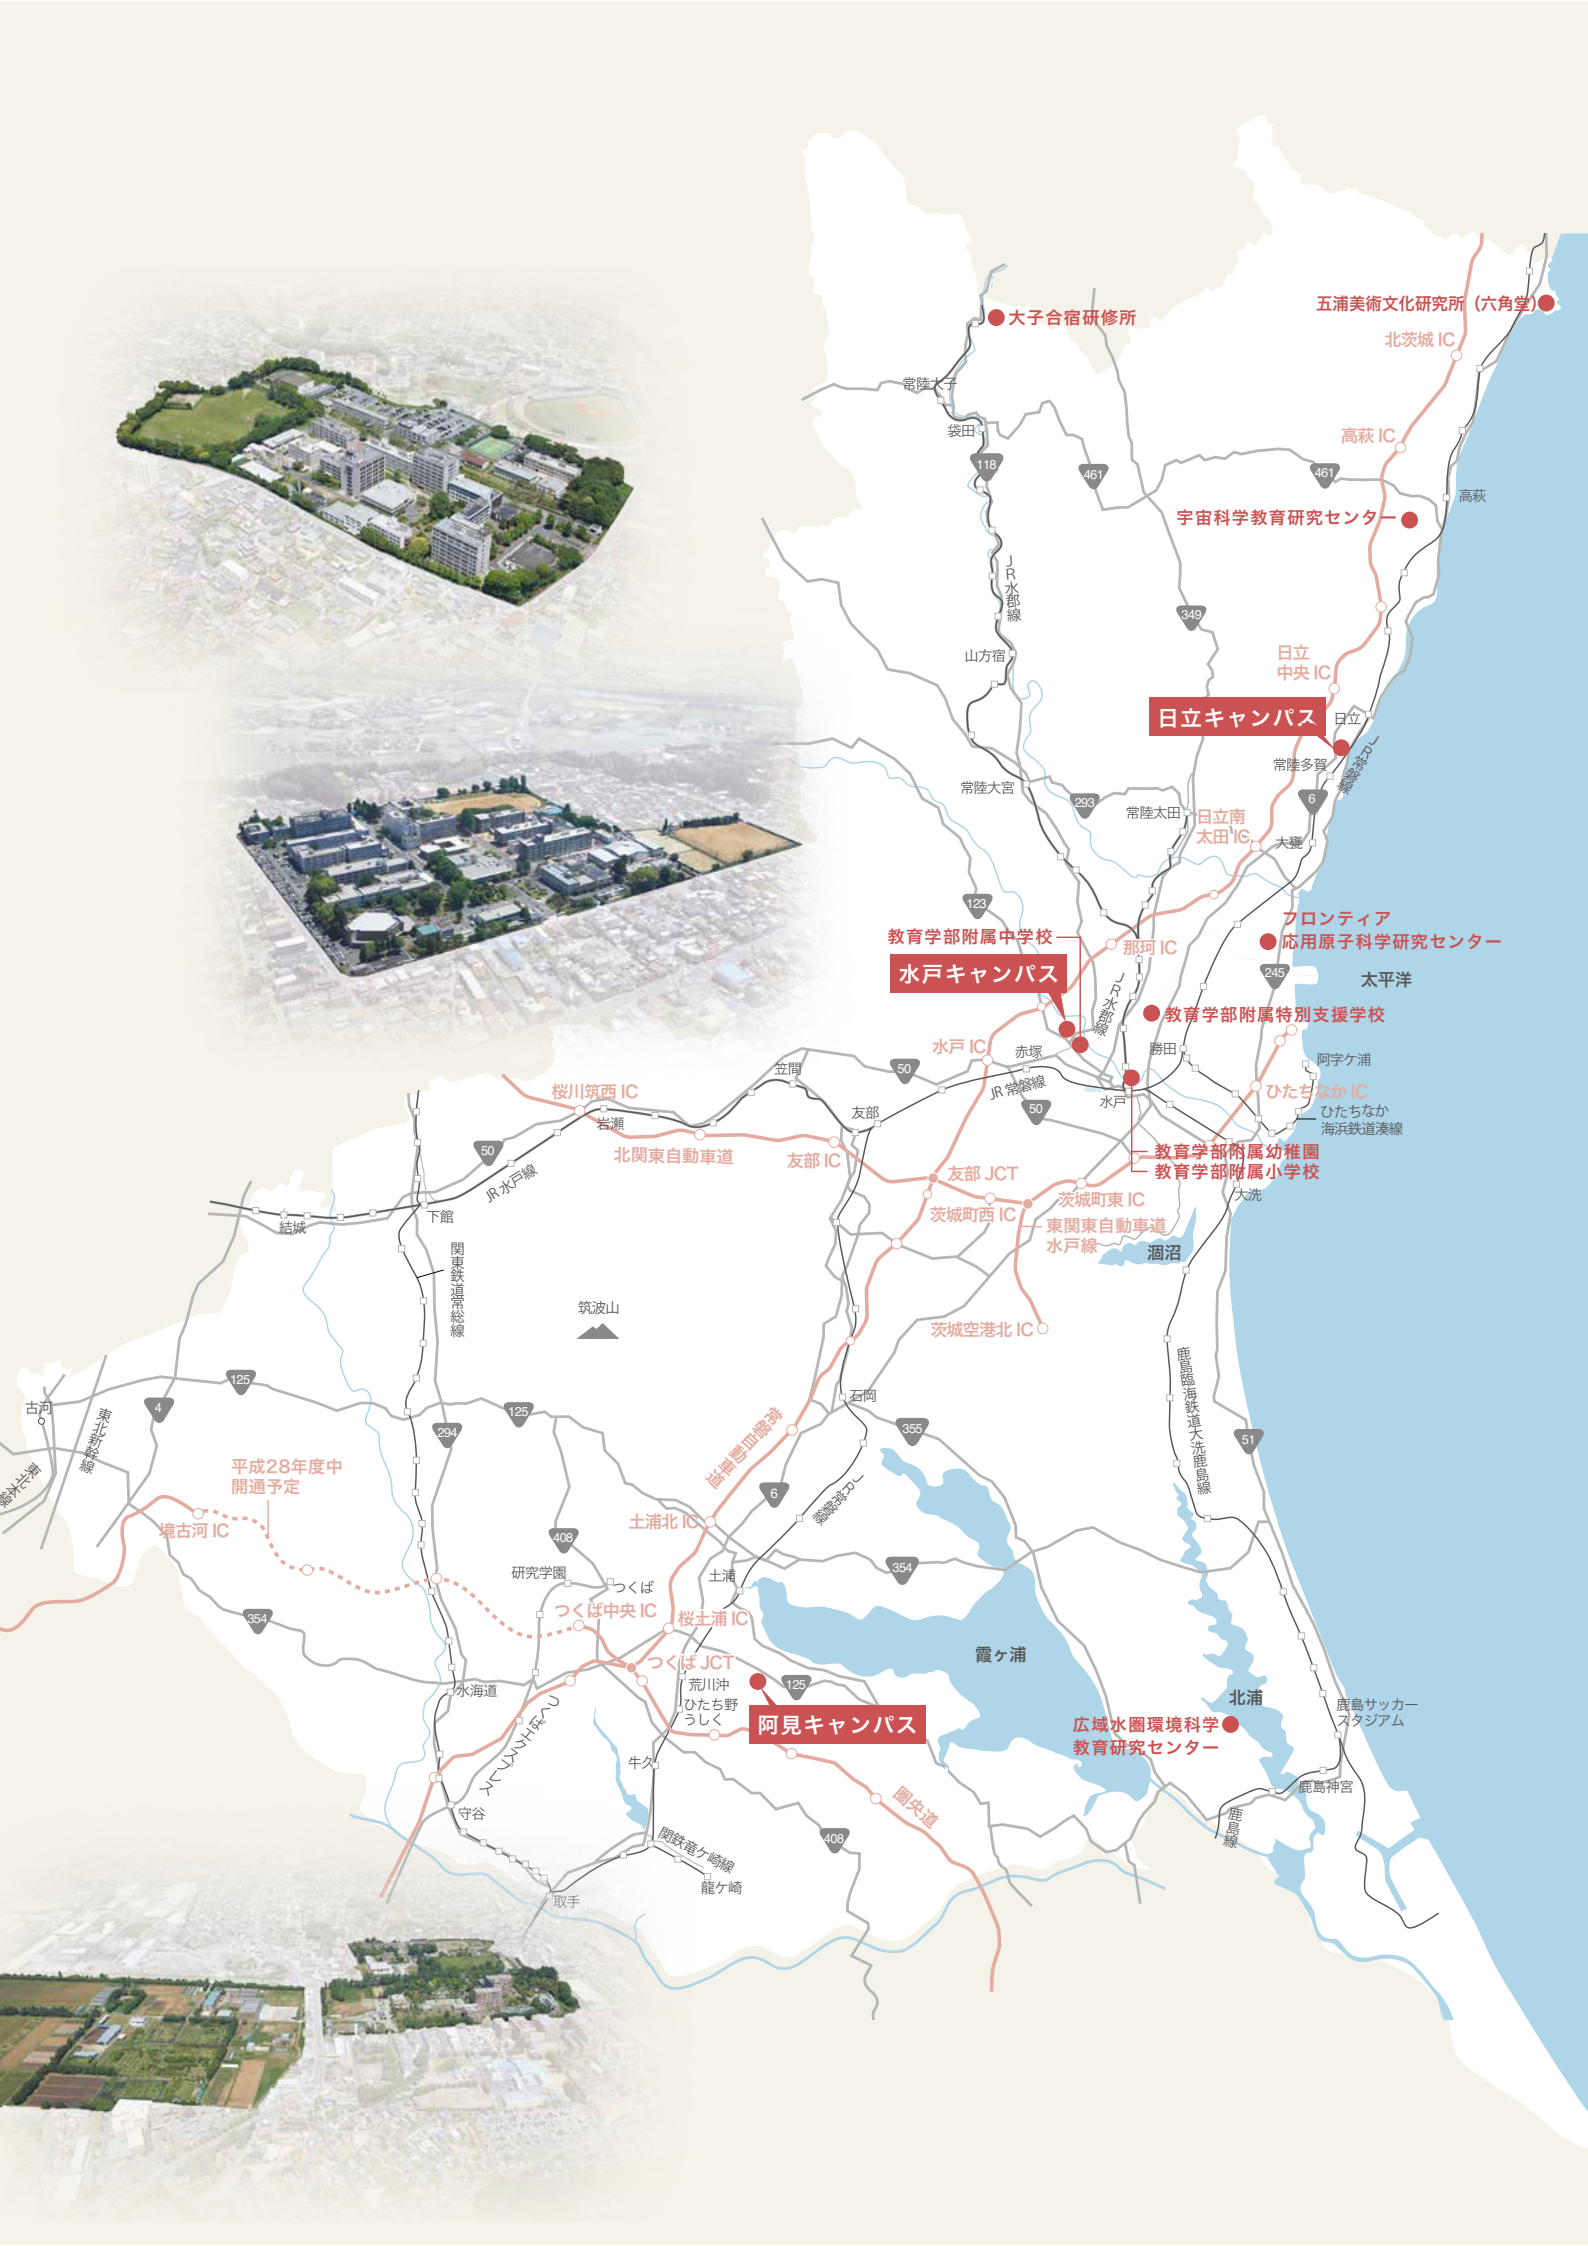 五浦美術文化研究所（六角堂）
大子合宿研修所
北茨城 IC
常陸大子
袋田
高萩 IC
118
461
461
高萩
宇宙科学教育研究センター
JR水郡線
349
山方宿
日立
中央 IC
日立キャンパス
日立
JR常磐線
常陸多賀
常陸大宮
293
6
常陸太田
日立南
太田 IC
大甕
123
フロンティア
応用原子科学研究センター
教育学部附属中学校
那珂 IC
水戸キャンパス
245
太平洋
JR水郡線
教育学部附属特別支援学校
水戸 IC
赤塚
勝田
阿字ケ浦
笠間
50
JR 常磐線
ひたちなか IC
桜川筑西 IC
水戸
50
友部
ひたちなか
海浜鉄道湊線
岩瀬
50
北関東自動車道
友部 IC
教育学部附属幼稚園
教育学部附属小学校
JR 水戸線
友部 JCT
大洗
茨城町東 IC
結城
下館
茨城町西 IC
東関東自動車道
水戸線
涸沼
関東鉄道常総線
筑波山
茨城空港北 IC
鹿島臨海鉄道大洗鹿島線
125
古河
4
東北新幹線
125
石岡
常磐自動車道
294
355
51
東北本線
平成28年度中
開通予定
6
JR常磐線
境古河 IC
土浦北 IC
408
354
研究学園
つくば
土浦
354
つくば中央 IC
桜土浦 IC
霞ヶ浦
つくば JCT
荒川沖
125
水海道
ひたち野
うしく
北浦
鹿島サッカー
スタジアム
阿見キャンパス
広域水圏環境科学
教育研究センター
つくばエクスプレス
牛久
鹿島神宮
圏央道
守谷
鹿島線
408
関鉄竜ケ崎線
龍ケ崎
取手